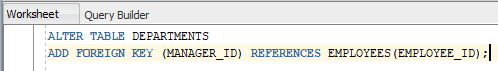 Worksheet Query Builder
ALTER TABLE DEPARTMENTS
ADD FOREIGN KEY (MANAGER_ID) REFERENCES EMPLOYEES(EMPLOYEE_ID);